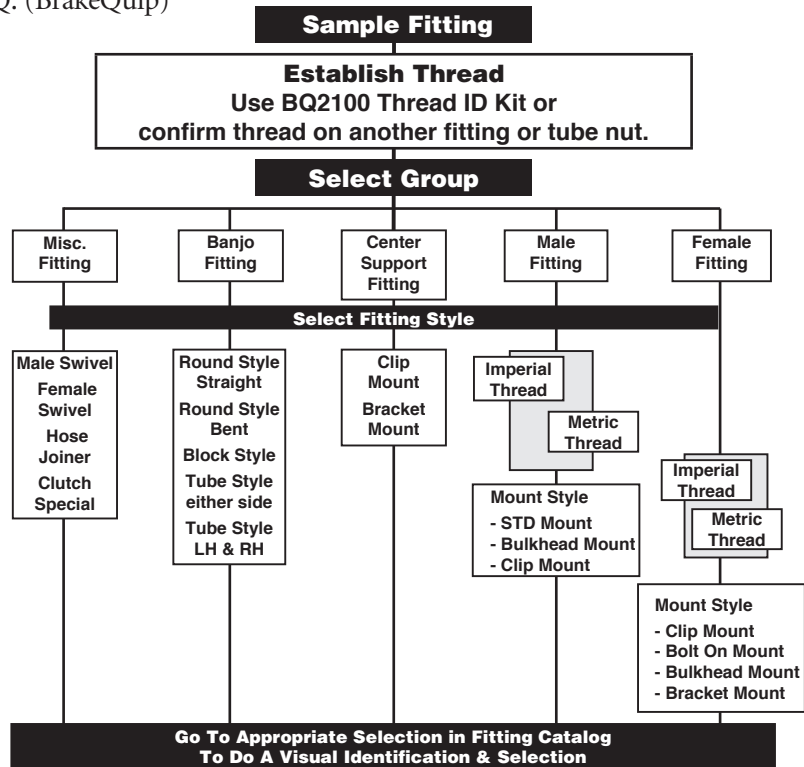 Q. (BrakeQuip)
Sample Fitting
Establish Thread
Use BQ2100 Thread ID Kit or
confirm thread on another fitting or tube nut.
Select Group
Misc.
Fitting
Banjo
Fitting
Center
Support
Fitting
Male
Fitting
Female
Fitting
Select Fitting Style
Male Swivel
Female
Swivel
Hose
Joiner
Clutch
Special
Round Style
Straight
Round Style
Bent
Block Style
Tube Style
either side
Tube Style
LH & RH
Clip
Mount
Bracket
Mount
Imperial
Thread
Metric
Thread
Mount Style
- STD Mount
- Bulkhead Mount
- Clip Mount
Imperial
Thread
Metric
Thread
Mount Style
- Clip Mount
- Bolt On Mount
- Bulkhead Mount
- Bracket Mount
Go To Appropriate Selection in Fitting Catalog
To Do A Visual Identification & Selection